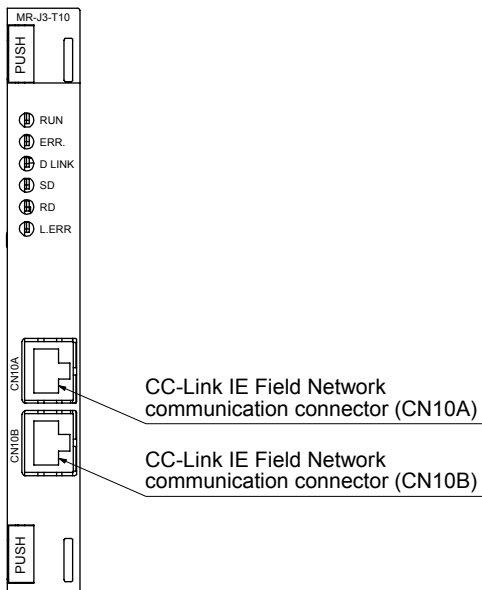 MR-J3-T10
PUSH
RUN
ERR.
D LINK
SD
RD
L.ERR
CN10A
CC-Link IE Field Network
communication connector (CN10A)
CN10B
CC-Link IE Field Network
communication connector (CN10B)
PUSH